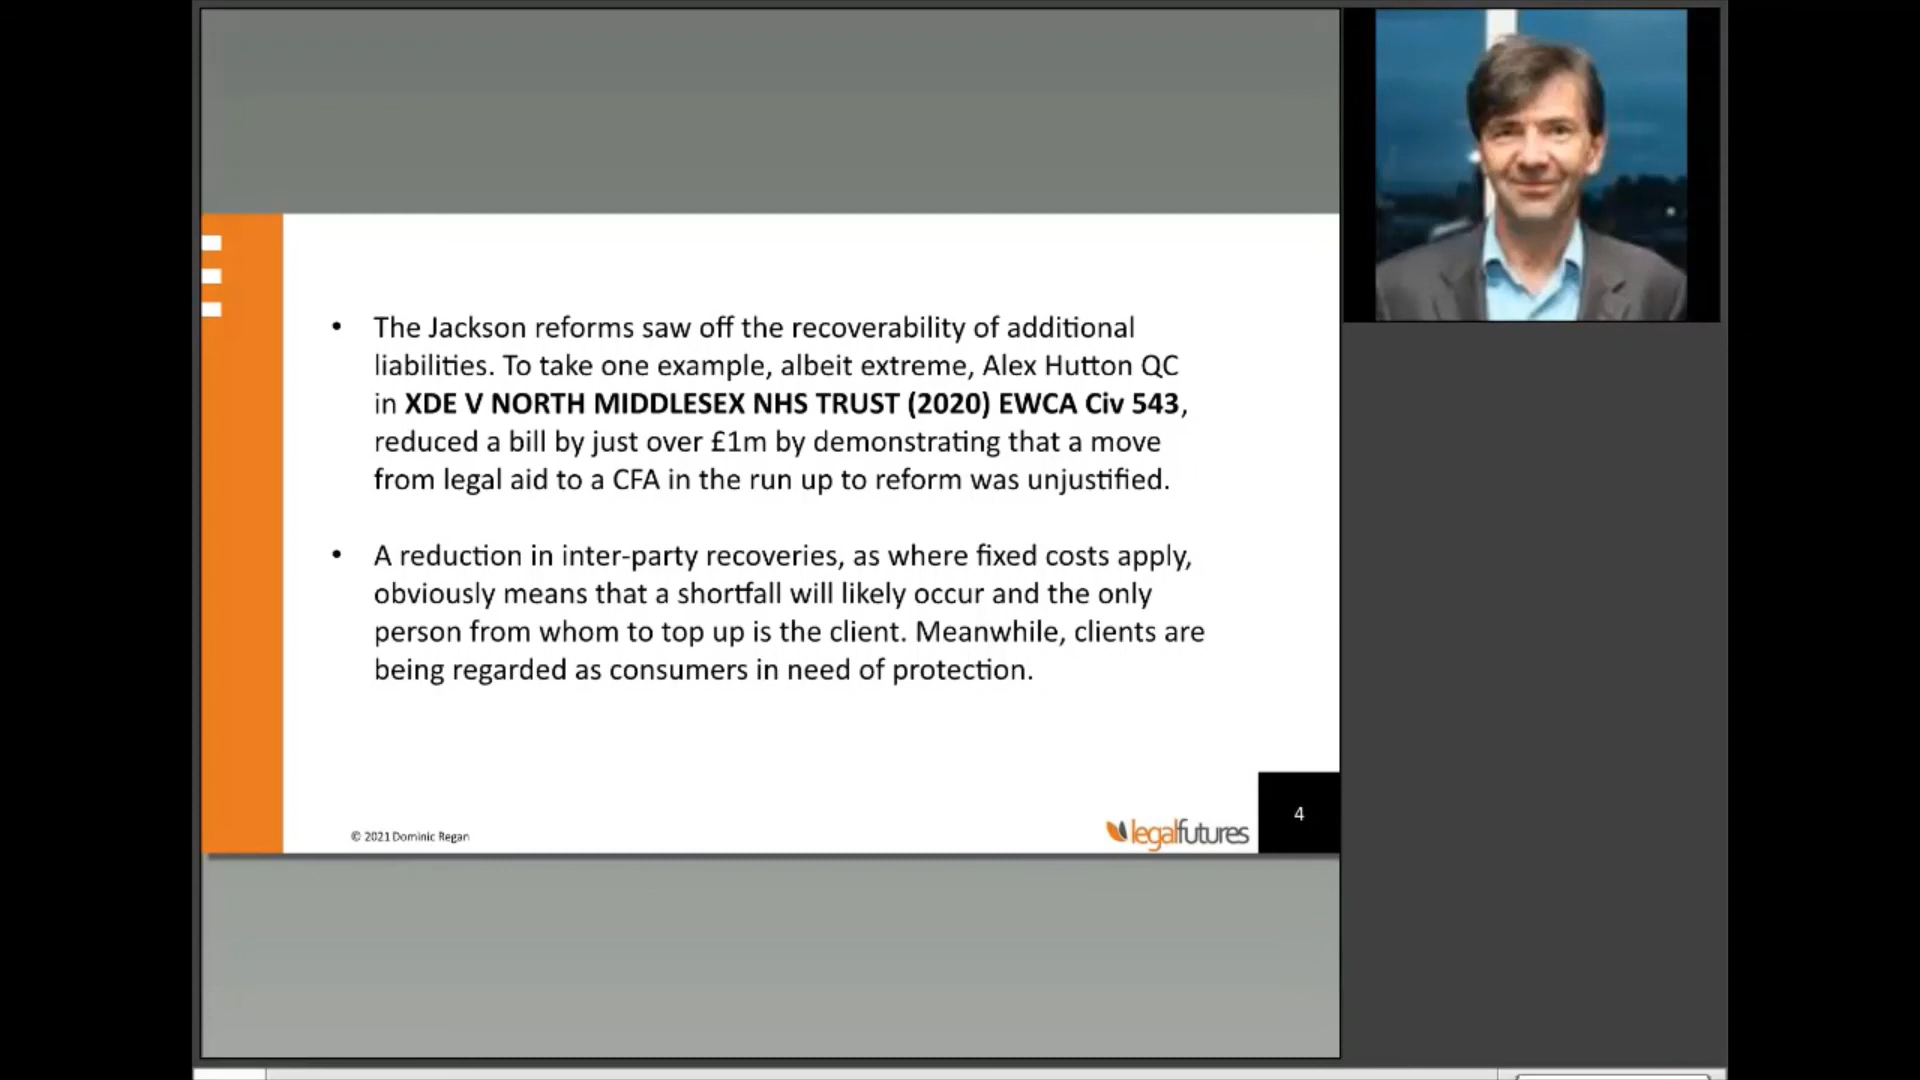 • The Jackson reforms saw off the recoverability of additional
liabilities. To take one example, albeit extreme, Alex Hutton QC
in XDE V NORTH MIDDLESEX NHS TRUST (2020) EWCA Civ 543,
reduced a bill by just over £1m by demonstrating that a move
from legal aid to a CFA in the run up to reform was unjustified.
• A reduction in inter-party recoveries, as where fixed costs apply,
obviously means that a shortfall will likely occur and the only
person from whom to top up is the client. Meanwhile, clients are
being regarded as consumers in need of protection.
© 2021 Dominic Regan
legalfutures
4